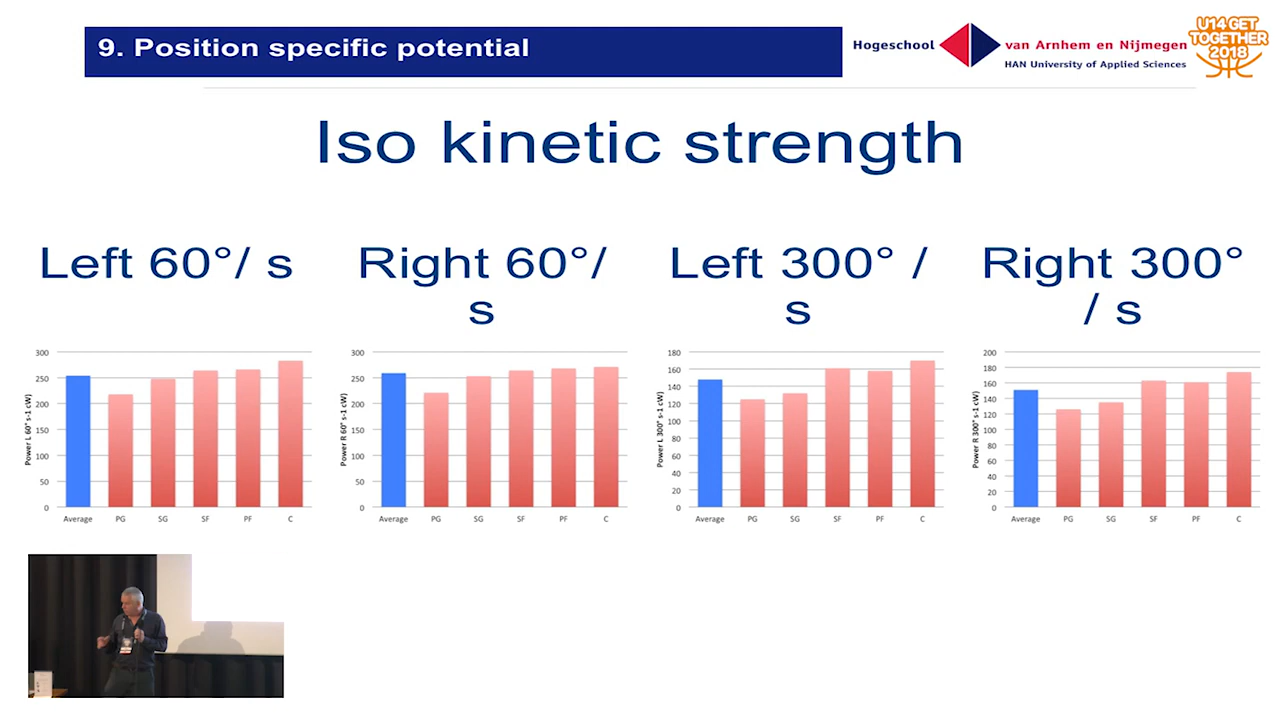 9. Position specific potential
Hogeschool van Arnhem en Nijmegen
HAN University of Applied Sciences
U14 GET
TOGETHER
2018
Iso kinetic strength
Left 60°/ s
Right 60°/
s
Left 300° /
s
Right 300°
/ s
Power L 60° s-1 cW)
300
250
200
150
100
50
0
Average PG SG SF PF C
Power R 60° s-1 cW)
300
250
200
150
100
50
0
Average PG SG SF PF C
Power L 300° s-1 cW)
180
160
140
120
100
80
60
40
20
0
Average PG SG SF PF C
Power R 300° s-1 cW)
200
180
160
140
120
100
80
60
40
20
0
Average PG SG SF PF C